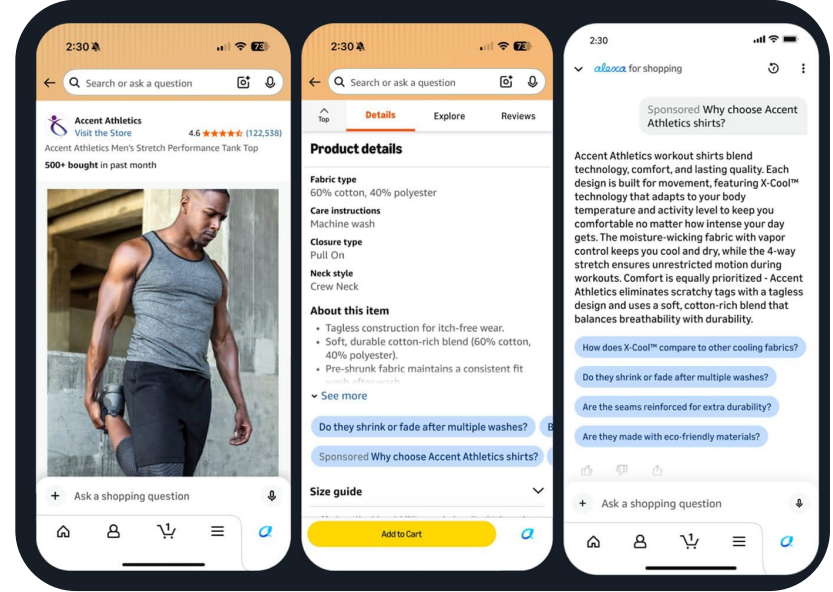 2:30
73
Search or ask a question
Accent Athletics
Visit the Store
4.6
(122,538)
Accent Athletics Men's Stretch Performance Tank Top
500+ bought in past month
Ask a shopping question
1
2:30
73
Search or ask a question
Top
Details
Explore
Reviews
Product details
Fabric type
60% cotton, 40% polyester
Care instructions
Machine wash
Closure type
Pull On
Neck style
Crew Neck
About this item
• Tagless construction for itch-free wear.
• Soft, durable cotton-rich blend (60% cotton,
40% polyester).
• Pre-shrunk fabric maintains a consistent fit
wash after wash
See more
Do they shrink or fade after multiple washes?
B
Sponsored Why choose Accent Athletics shirts?
Size guide
Add to Cart
2:30
alexa for shopping
Sponsored Why choose Accent
Athletics shirts?
Accent Athletics workout shirts blend
technology, comfort, and lasting quality. Each
design is built for movement, featuring X-Cool™
technology that adapts to your body
temperature and activity level to keep you
comfortable no matter how intense your day
gets. The moisture-wicking fabric with vapor
control keeps you cool and dry, while the 4-way
stretch ensures unrestricted motion during
workouts. Comfort is equally prioritized - Accent
Athletics eliminates scratchy tags with a tagless
design and uses a soft, cotton-rich blend that
balances breathability with durability.
How does X-Cool™ compare to other cooling fabrics?
Do they shrink or fade after multiple washes?
Are the seams reinforced for extra durability?
Are they made with eco-friendly materials?
Ask a shopping question
1